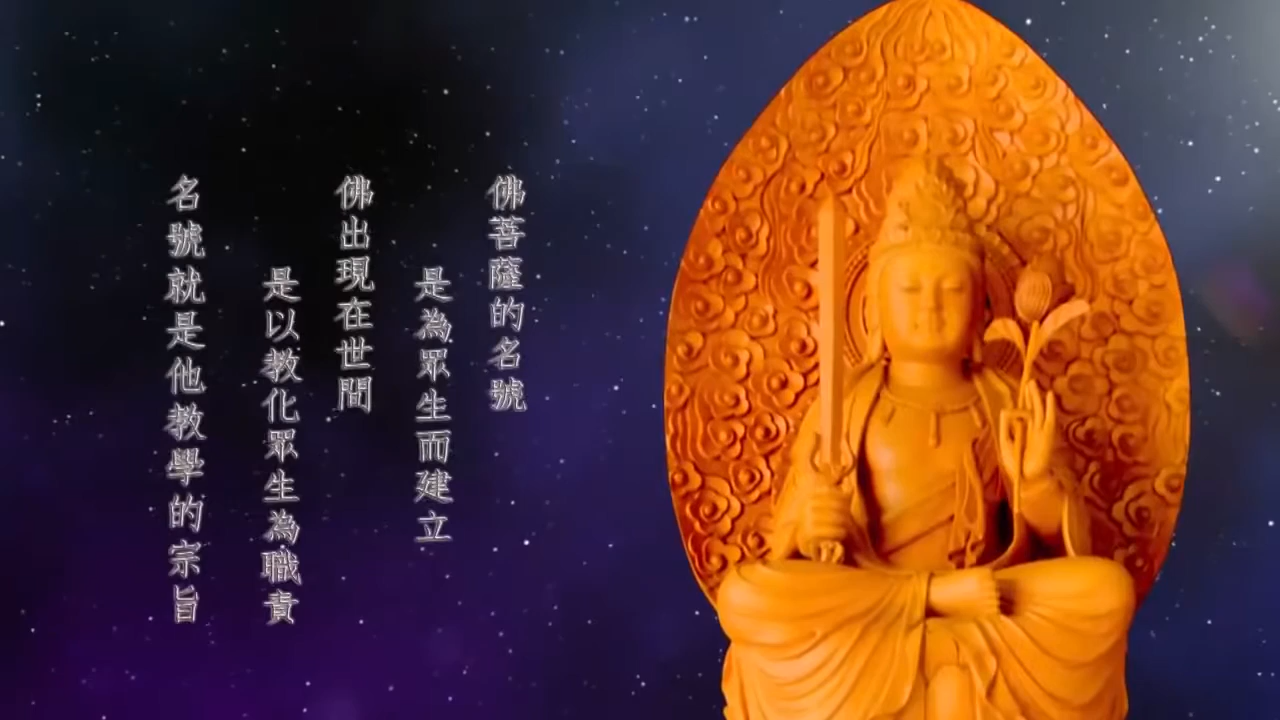 佛菩薩的名號
是為眾生而建立
佛出現在世間
是以教化眾生為職責
名號就是他教學的宗旨